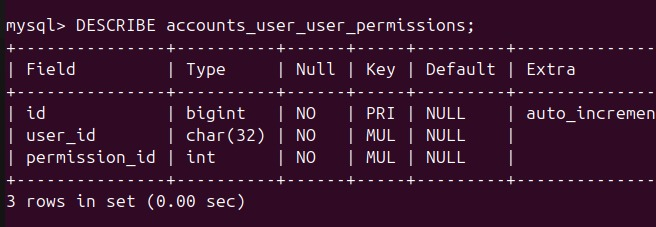 mysql> DESCRIBE accounts_user_user_permissions;
+---------------+----------+------+-----+---------+---------------
| Field         | Type     | Null | Key | Default | Extra
+---------------+----------+------+-----+---------+---------------
| id            | bigint   | NO   | PRI | NULL    | auto_incremen
| user_id       | char(32) | NO   | MUL | NULL    |
| permission_id | int      | NO   | MUL | NULL    |
+---------------+----------+------+-----+---------+---------------
3 rows in set (0.00 sec)